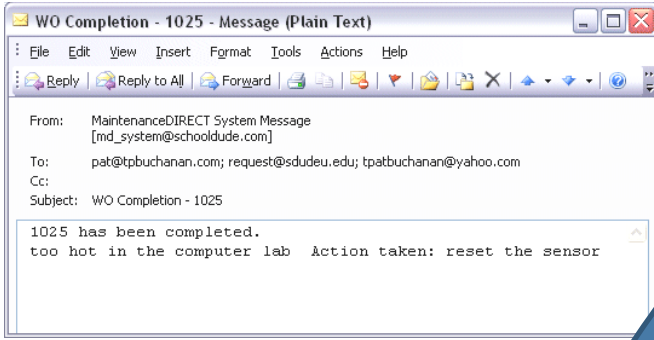 WO Completion - 1025 - Message (Plain Text)
File Edit View Insert Format Tools Actions Help
Reply Reply to All Forward
From: MaintenanceDIRECT System Message
[md_system@schooldude.com]
To: pat@tpbuchanan.com; request@sdudeu.edu; tpatbuchanan@yahoo.com
Cc:
Subject: WO Completion - 1025
1025 has been completed.
too hot in the computer lab Action taken: reset the sensor